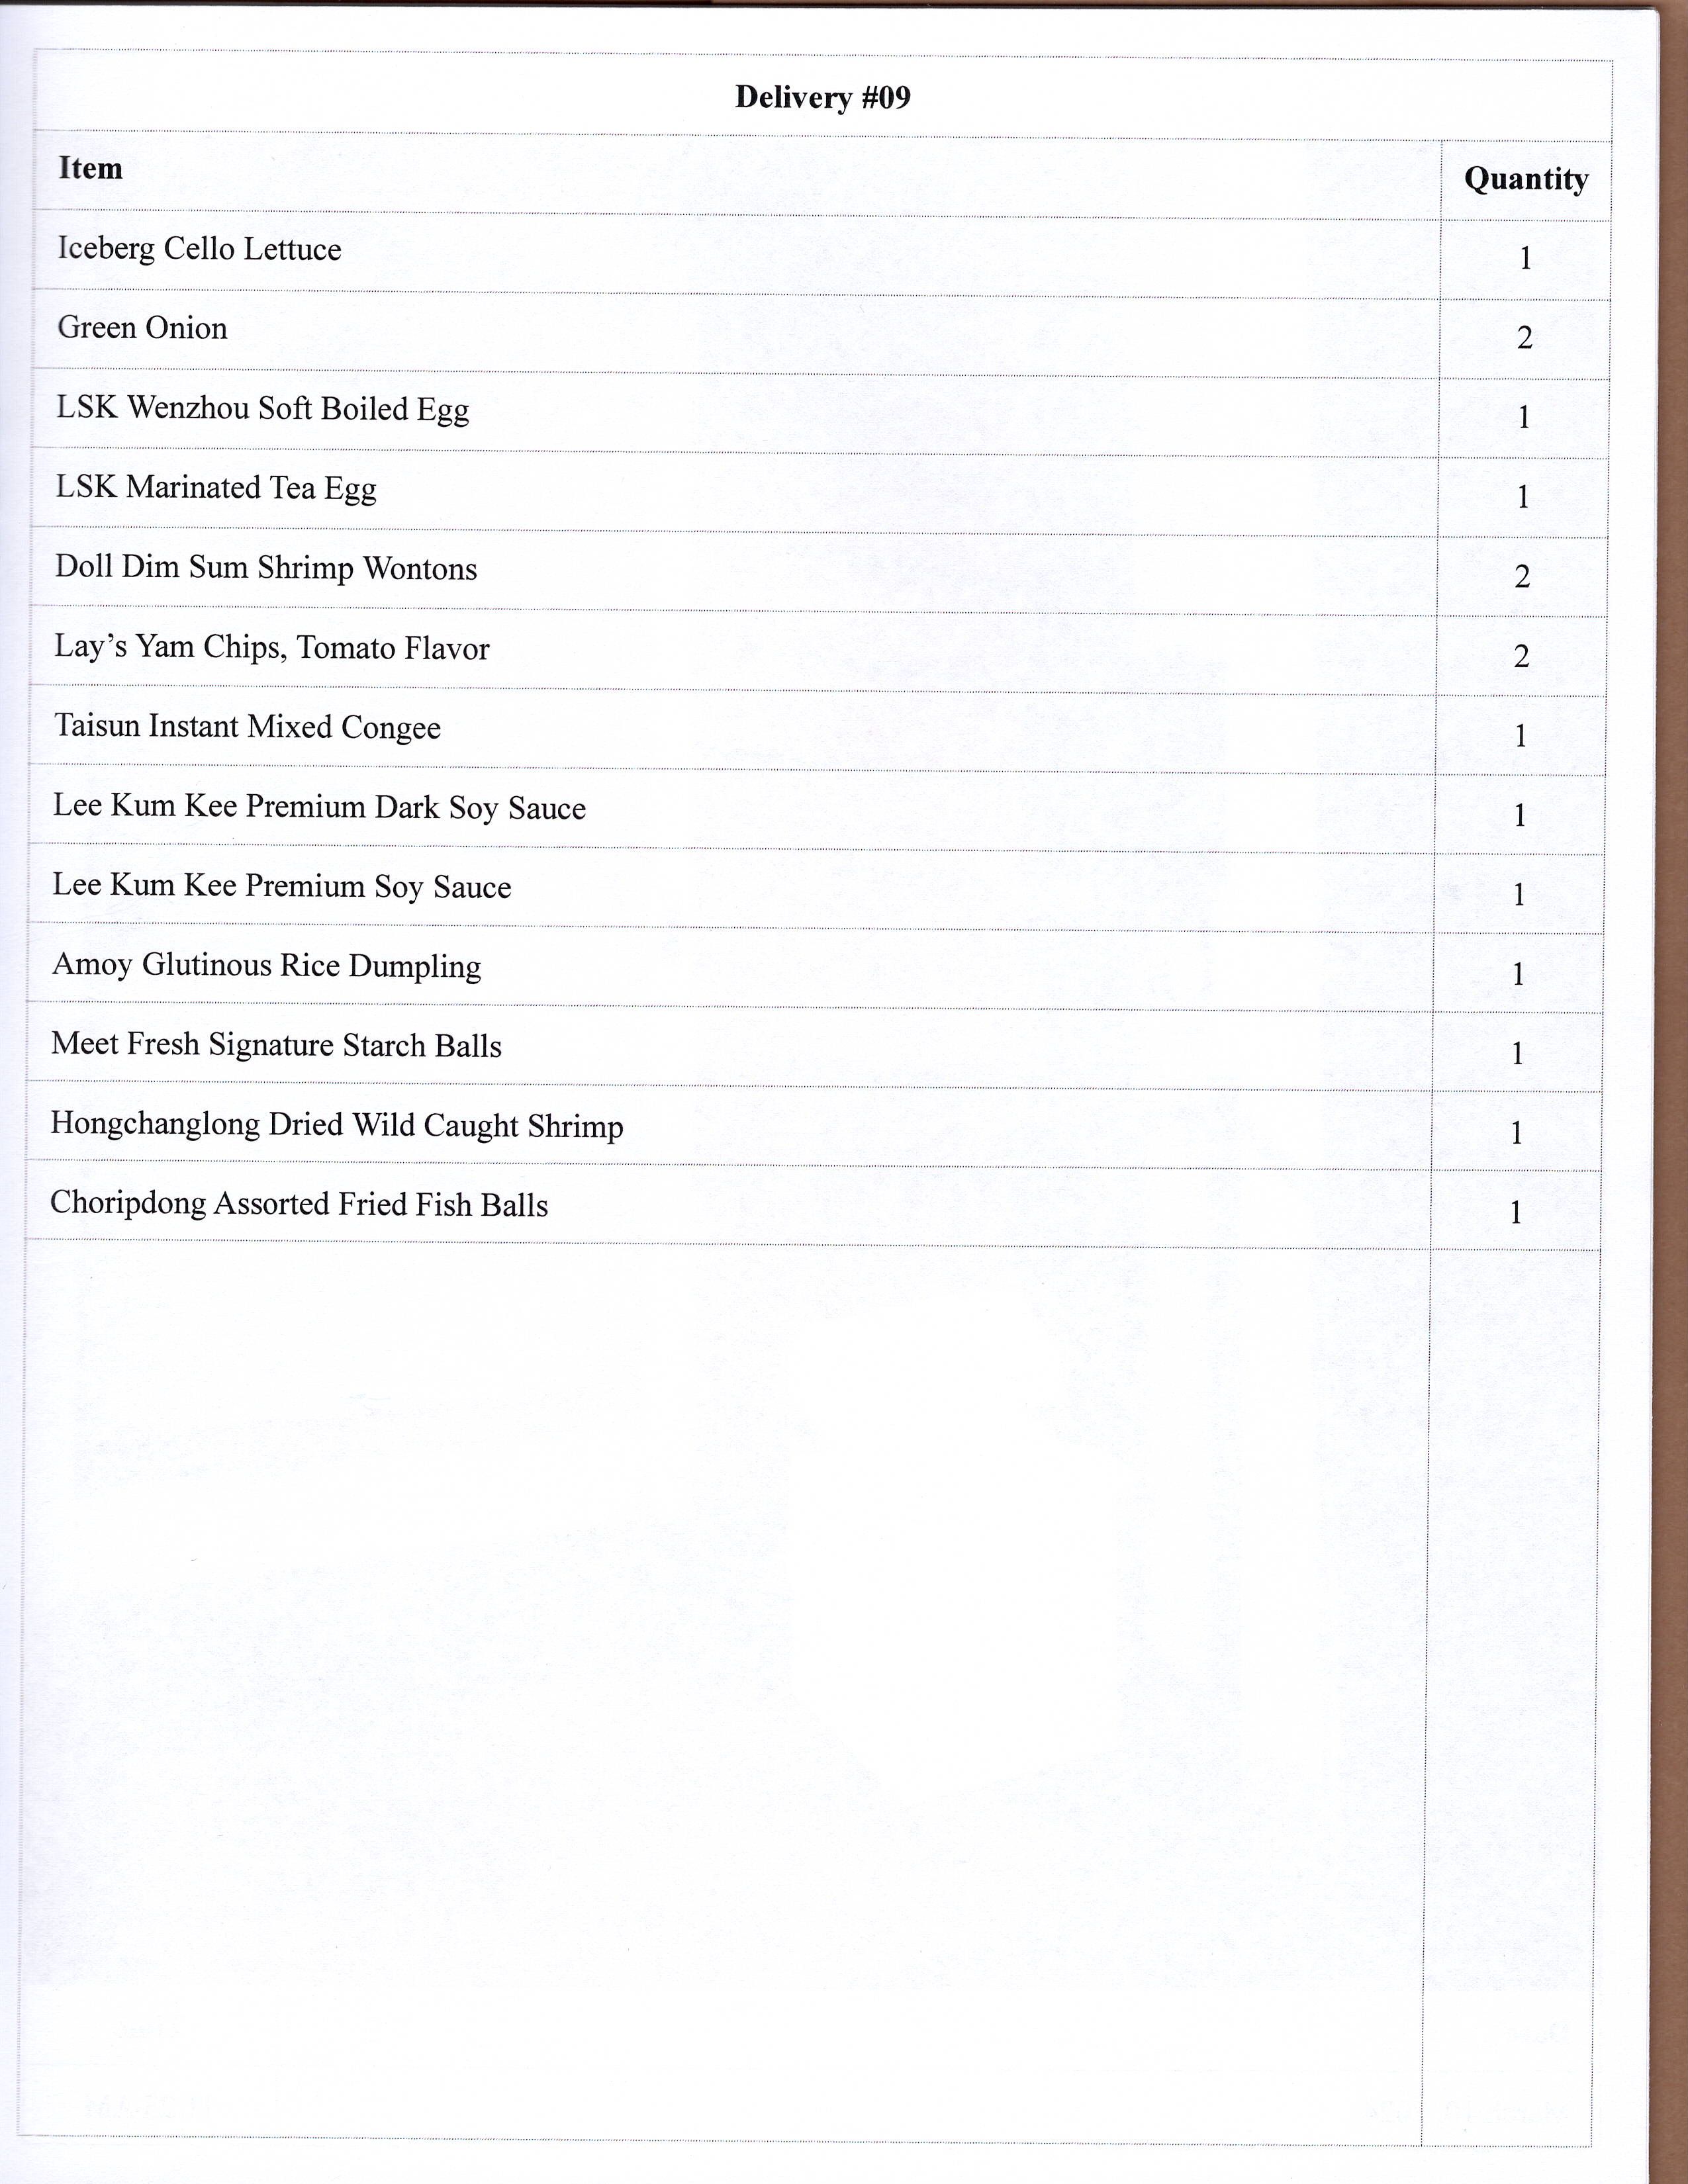 Delivery #09
Item Quantity
Iceberg Cello Lettuce 1
Green Onion 2
LSK Wenzhou Soft Boiled Egg 1
LSK Marinated Tea Egg 1
Doll Dim Sum Shrimp Wontons 2
Lay’s Yam Chips, Tomato Flavor 2
Taisun Instant Mixed Congee 1
Lee Kum Kee Premium Dark Soy Sauce 1
Lee Kum Kee Premium Soy Sauce 1
Amoy Glutinous Rice Dumpling 1
Meet Fresh Signature Starch Balls 1
Hongchanglong Dried Wild Caught Shrimp 1
Choripdong Assorted Fried Fish Balls 1